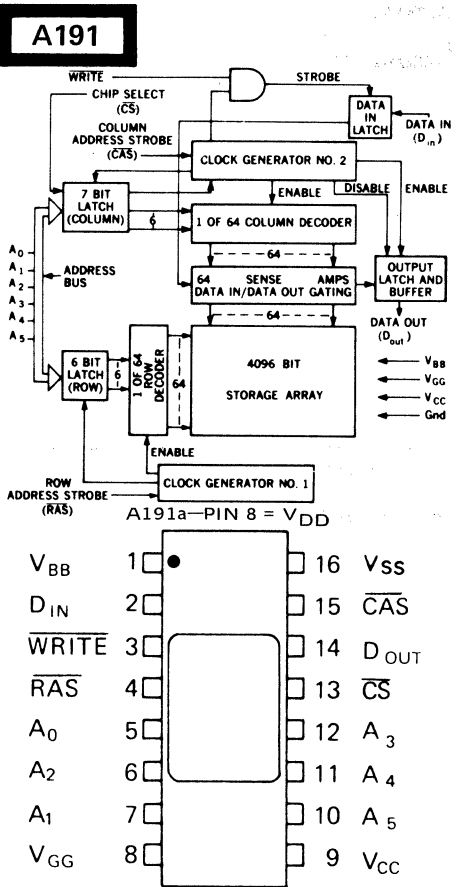 A191
WRITE
STROBE
CHIP SELECT
(CS)
DATA
IN
LATCH
DATA IN
(Din)
COLUMN
ADDRESS STROBE
(CAS)
CLOCK GENERATOR NO. 2
ENABLE
DISABLE
ENABLE
7 BIT
LATCH
(COLUMN)
6
1 OF 64 COLUMN DECODER
64
A0
A1
A2
A3
A4
A5
ADDRESS
BUS
64 SENSE AMPS
DATA IN/DATA OUT GATING
OUTPUT
LATCH AND
BUFFER
64
DATA OUT
(Dout)
6 BIT
LATCH
(ROW)
6
1 OF 64
ROW
DECODER
64
4096 BIT
STORAGE ARRAY
VBB
VGG
VCC
Gnd
ENABLE
ROW
ADDRESS STROBE
(RAS)
CLOCK GENERATOR NO. 1
A191a—PIN 8 = VDD
VBB 1 16 VSS
DIN 2 15 CAS
WRITE 3 14 DOUT
RAS 4 13 CS
A0 5 12 A3
A2 6 11 A4
A1 7 10 A5
VGG 8 9 VCC